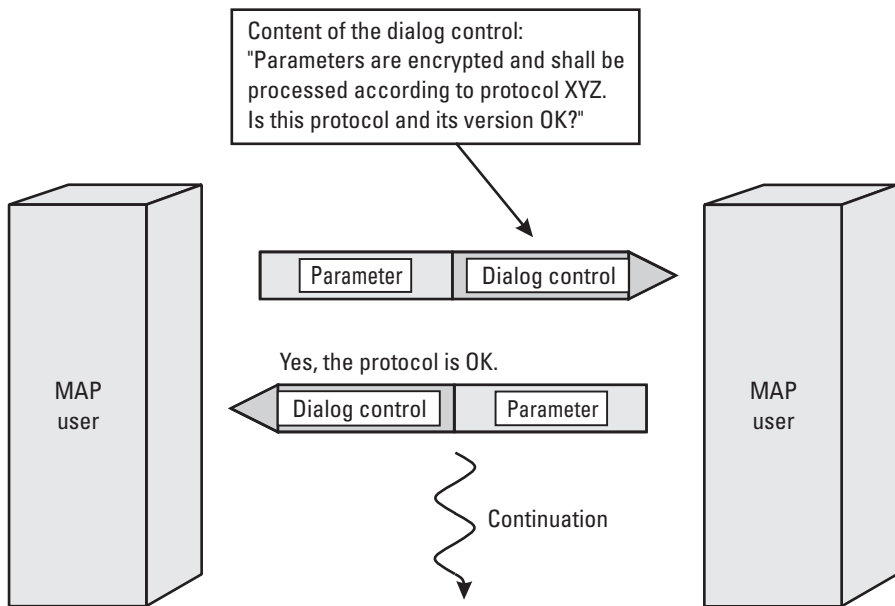 Content of the dialog control:
"Parameters are encrypted and shall be
processed according to protocol XYZ.
Is this protocol and its version OK?"
Parameter
Dialog control
Yes, the protocol is OK.
Dialog control
Parameter
MAP
user
MAP
user
Continuation